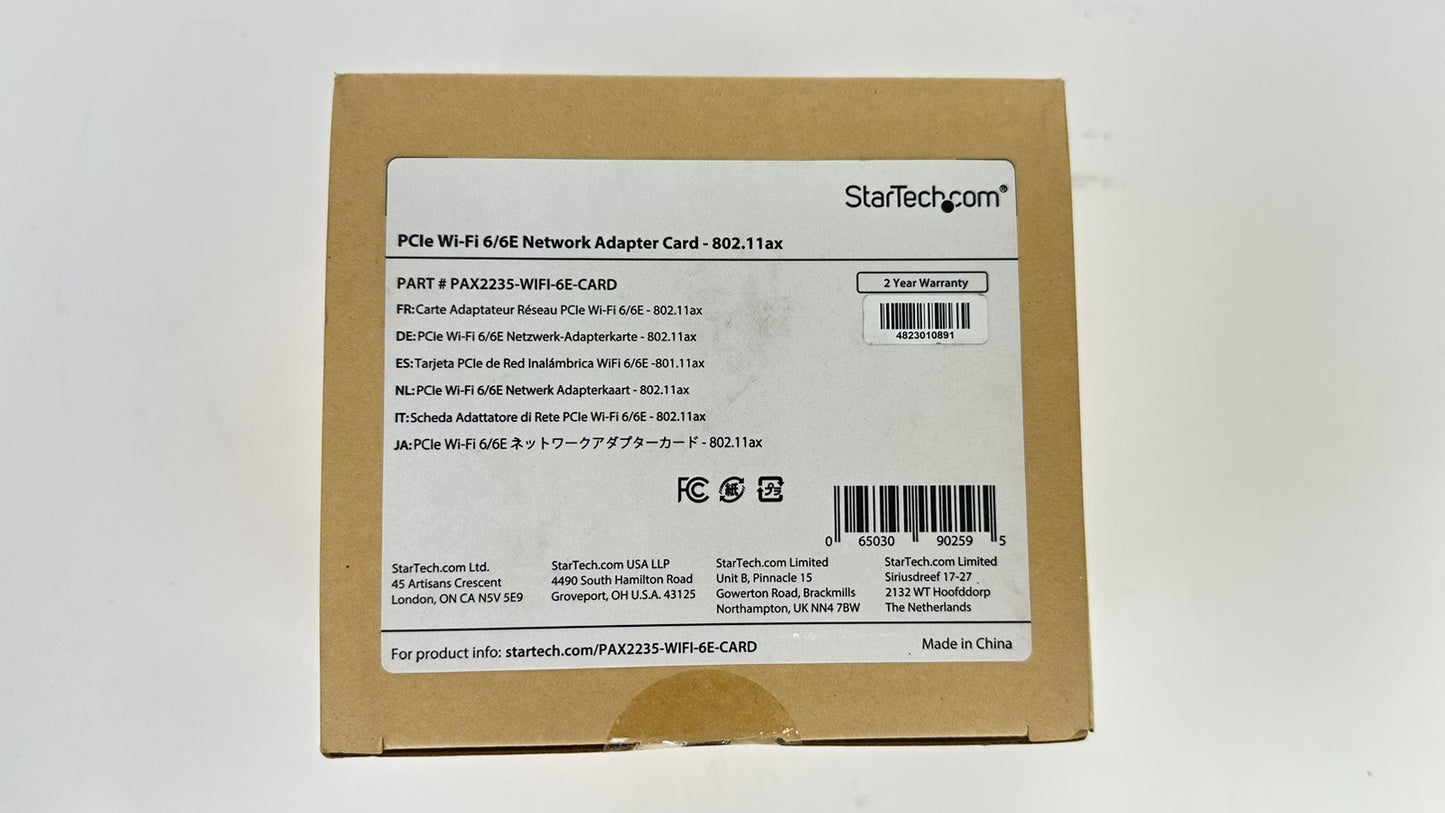 StarTech.com®
PCIe Wi-Fi 6/6E Network Adapter Card - 802.11ax
PART # PAX2235-WIFI-6E-CARD
2 Year Warranty
4823010891
FR:Carte Adaptateur Réseau PCIe Wi-Fi 6/6E - 802.11ax
DE:PCIe Wi-Fi 6/6E Netzwerk-Adapterkarte - 802.11ax
ES:Tarjeta PCIe de Red Inalámbrica WiFi 6/6E -801.11ax
NL:PCIe Wi-Fi 6/6E Netwerk Adapterkaart - 802.11ax
IT:Scheda Adattatore di Rete PCIe Wi-Fi 6/6E - 802.11ax
JA:PCIe Wi-Fi 6/6E ネットワークアダプターカード - 802.11ax
FC 紙 プラ
0 65030 90259 5
StarTech.com Ltd.
45 Artisans Crescent
London, ON CA N5V 5E9
StarTech.com USA LLP
4490 South Hamilton Road
Groveport, OH U.S.A. 43125
StarTech.com Limited
Unit B, Pinnacle 15
Gowerton Road, Brackmills
Northampton, UK NN4 7BW
StarTech.com Limited
Siriusdreef 17-27
2132 WT Hoofddorp
The Netherlands
For product info: startech.com/PAX2235-WIFI-6E-CARD
Made in China